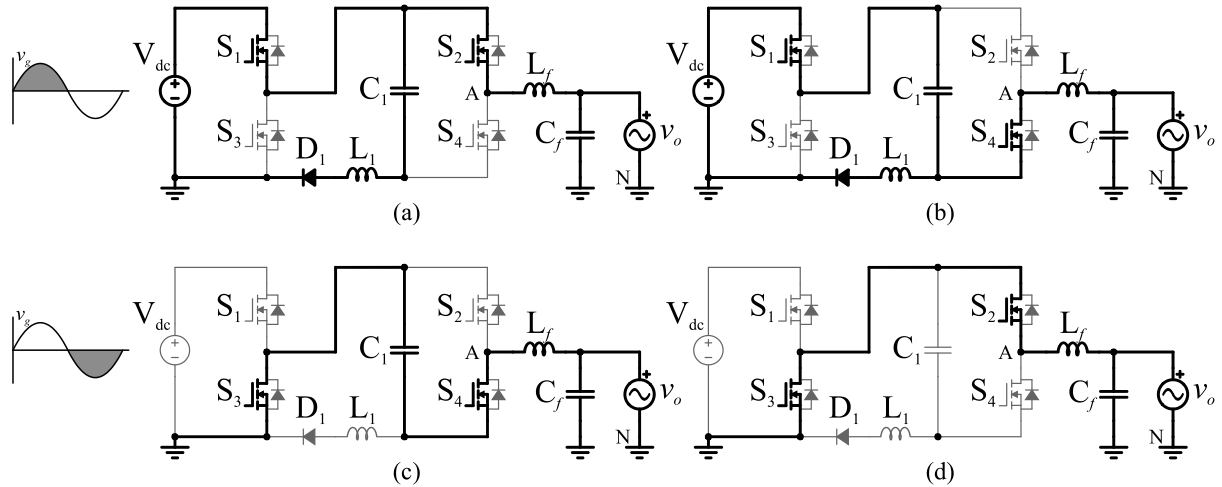 v_g
V_dc
S_1
S_3
D_1
L_1
C_1
S_2
A
S_4
L_f
C_f
+
v_o
N
(a)
V_dc
S_1
S_3
D_1
L_1
C_1
S_2
A
S_4
L_f
C_f
+
v_o
N
(b)
v_g
V_dc
S_1
S_3
D_1
L_1
C_1
S_2
A
S_4
L_f
C_f
+
v_o
N
(c)
V_dc
S_1
S_3
D_1
L_1
C_1
S_2
A
S_4
L_f
C_f
+
v_o
N
(d)